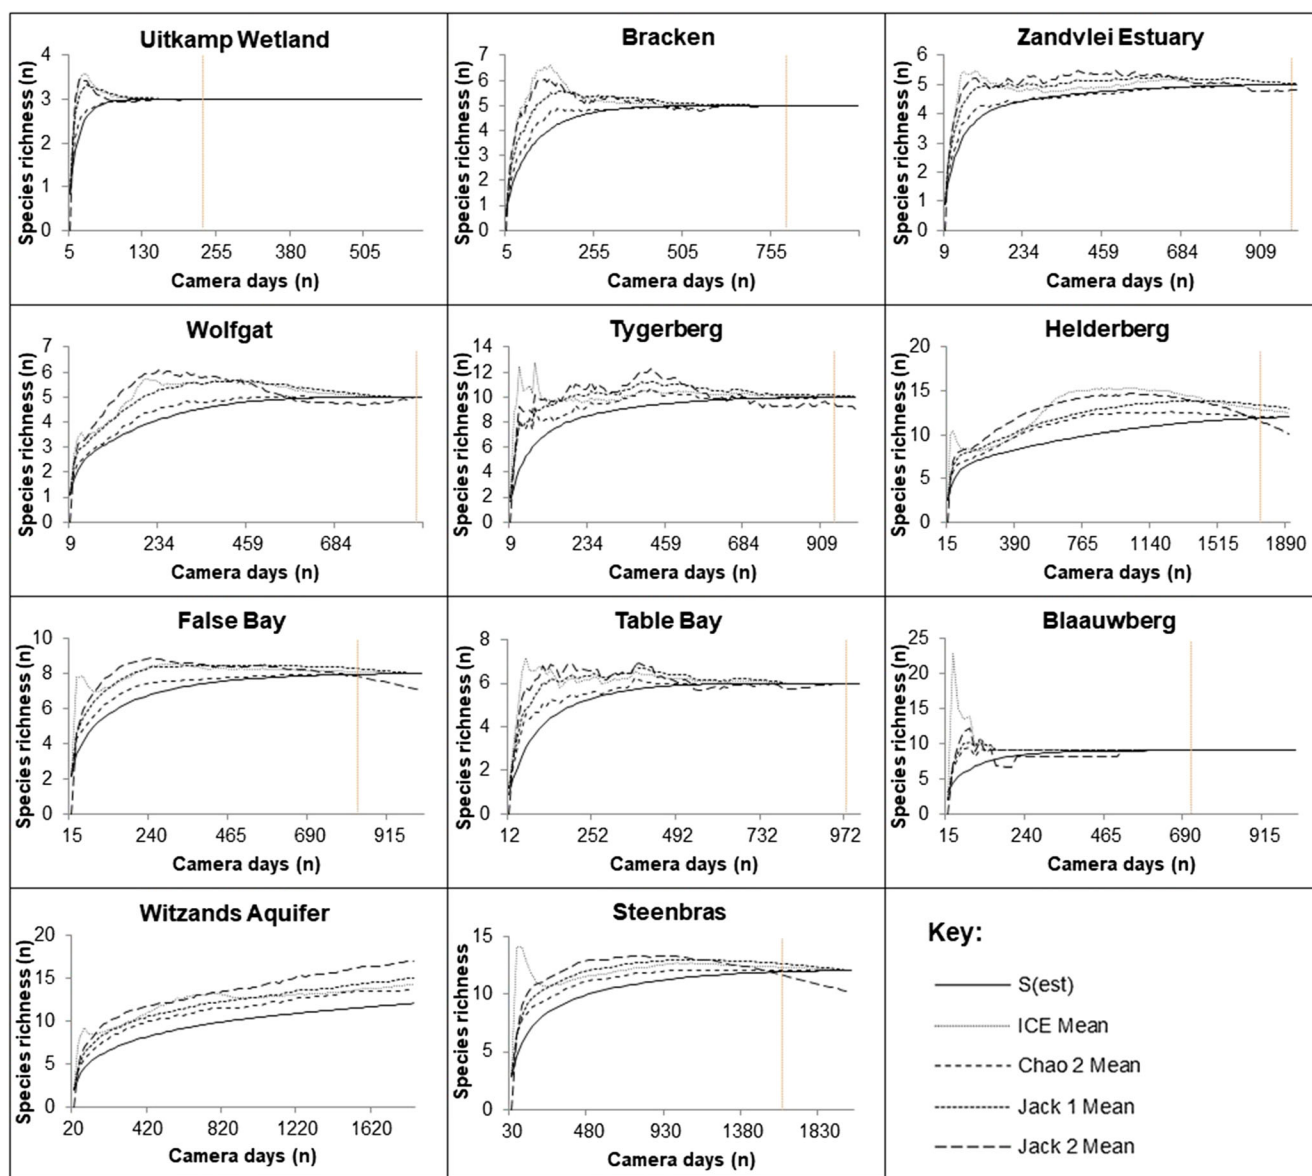 Uitkamp Wetland
Species richness (n)
4
3
2
1
0
5 130 255 380 505
Camera days (n)
Bracken
Species richness (n)
7
6
5
4
3
2
1
0
5 255 505 755
Camera days (n)
Zandvlei Estuary
Species richness (n)
6
5
4
3
2
1
0
9 234 459 684 909
Camera days (n)
Wolfgat
Species richness (n)
7
6
5
4
3
2
1
0
9 234 459 684
Camera days (n)
Tygerberg
Species richness (n)
14
12
10
8
6
4
2
0
9 234 459 684 909
Camera days (n)
Helderberg
Species richness (n)
20
15
10
5
0
15 390 765 1140 1515 1890
Camera days (n)
False Bay
Species richness (n)
10
8
6
4
2
0
15 240 465 690 915
Camera days (n)
Table Bay
Species richness (n)
8
6
4
2
0
12 252 492 732 972
Camera days (n)
Blaauwberg
Species richness (n)
25
20
15
10
5
0
15 240 465 690 915
Camera days (n)
Witzands Aquifer
Species richness (n)
20
15
10
5
0
20 420 820 1220 1620
Camera days (n)
Steenbras
Species richness
15
10
5
0
30 480 930 1380 1830
Camera days (n)
Key:
S(est)
ICE Mean
Chao 2 Mean
Jack 1 Mean
Jack 2 Mean